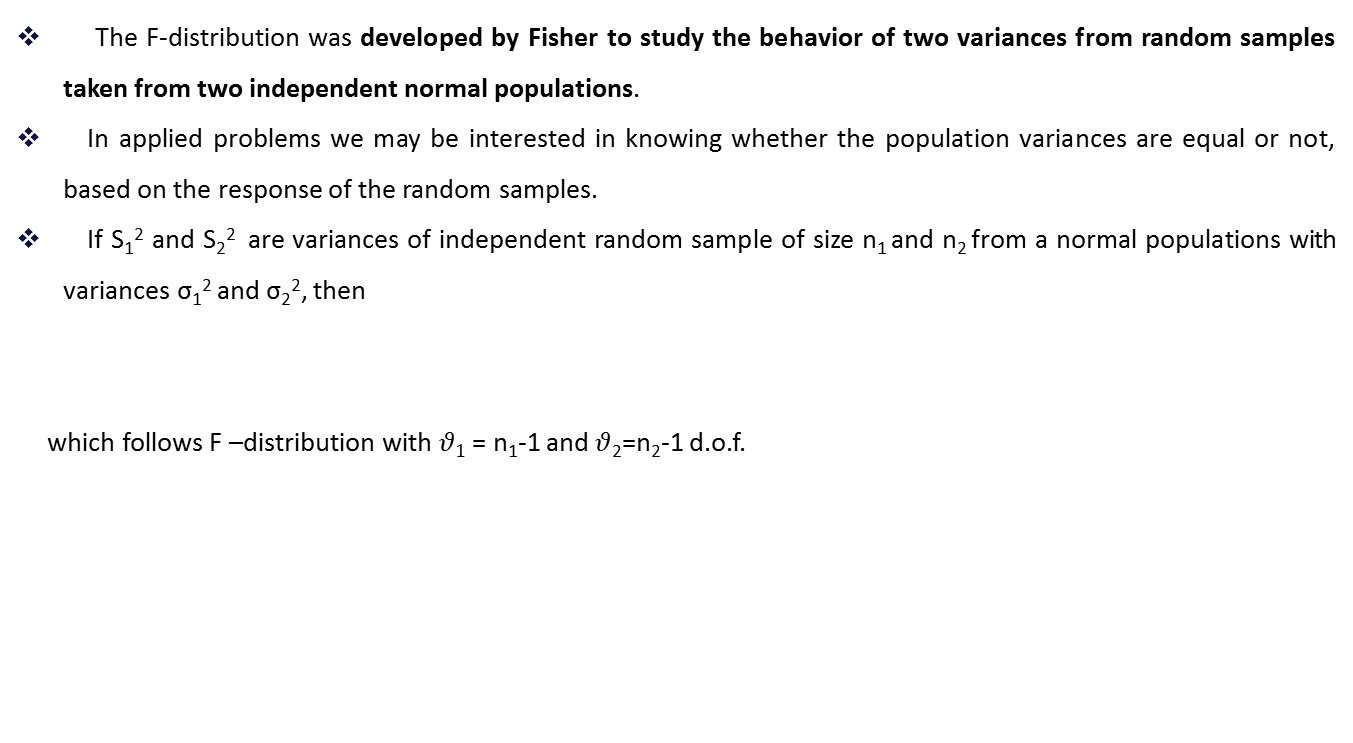 ❖ The F-distribution was developed by Fisher to study the behavior of two variances from random samples
taken from two independent normal populations.
❖ In applied problems we may be interested in knowing whether the population variances are equal or not,
based on the response of the random samples.
❖ If S₁² and S₂² are variances of independent random sample of size n₁ and n₂ from a normal populations with
variances σ₁² and σ₂², then
which follows F –distribution with 𝜗₁ = n₁-1 and 𝜗₂=n₂-1 d.o.f.